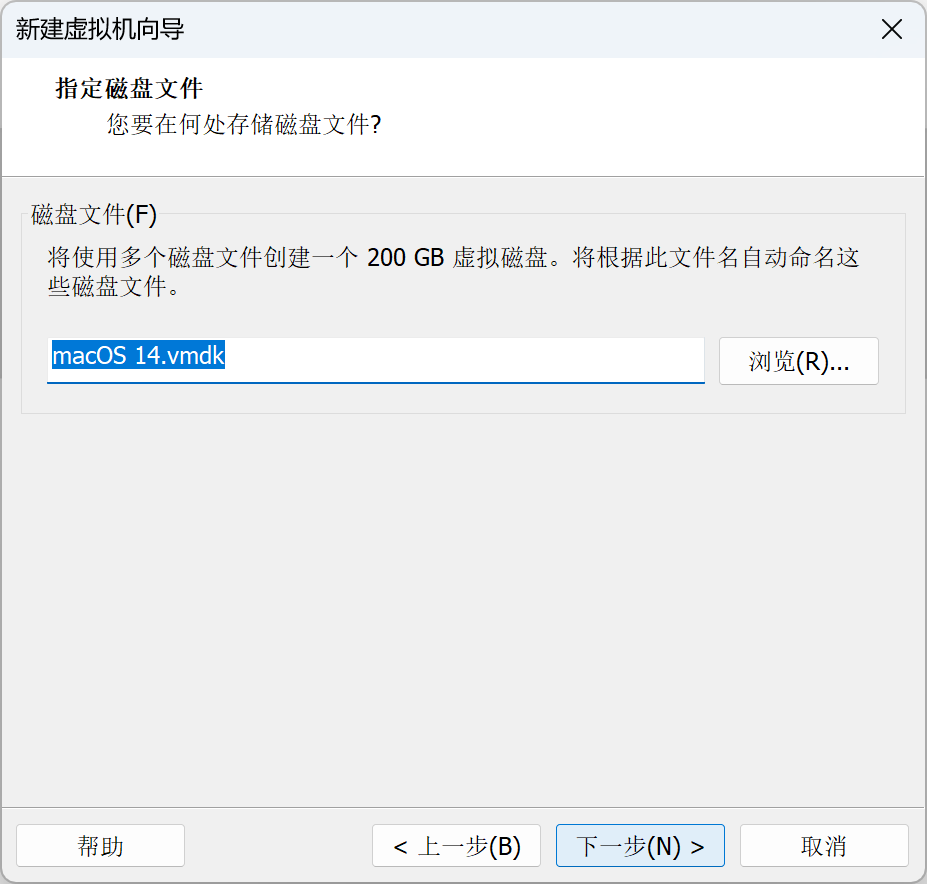 新建虚拟机向导
指定磁盘文件
您要在何处存储磁盘文件?
磁盘文件(F)
将使用多个磁盘文件创建一个 200 GB 虚拟磁盘。将根据此文件名自动命名这
些磁盘文件。
macOS 14.vmdk
浏览(R)...
帮助
< 上一步(B)
下一步(N) >
取消